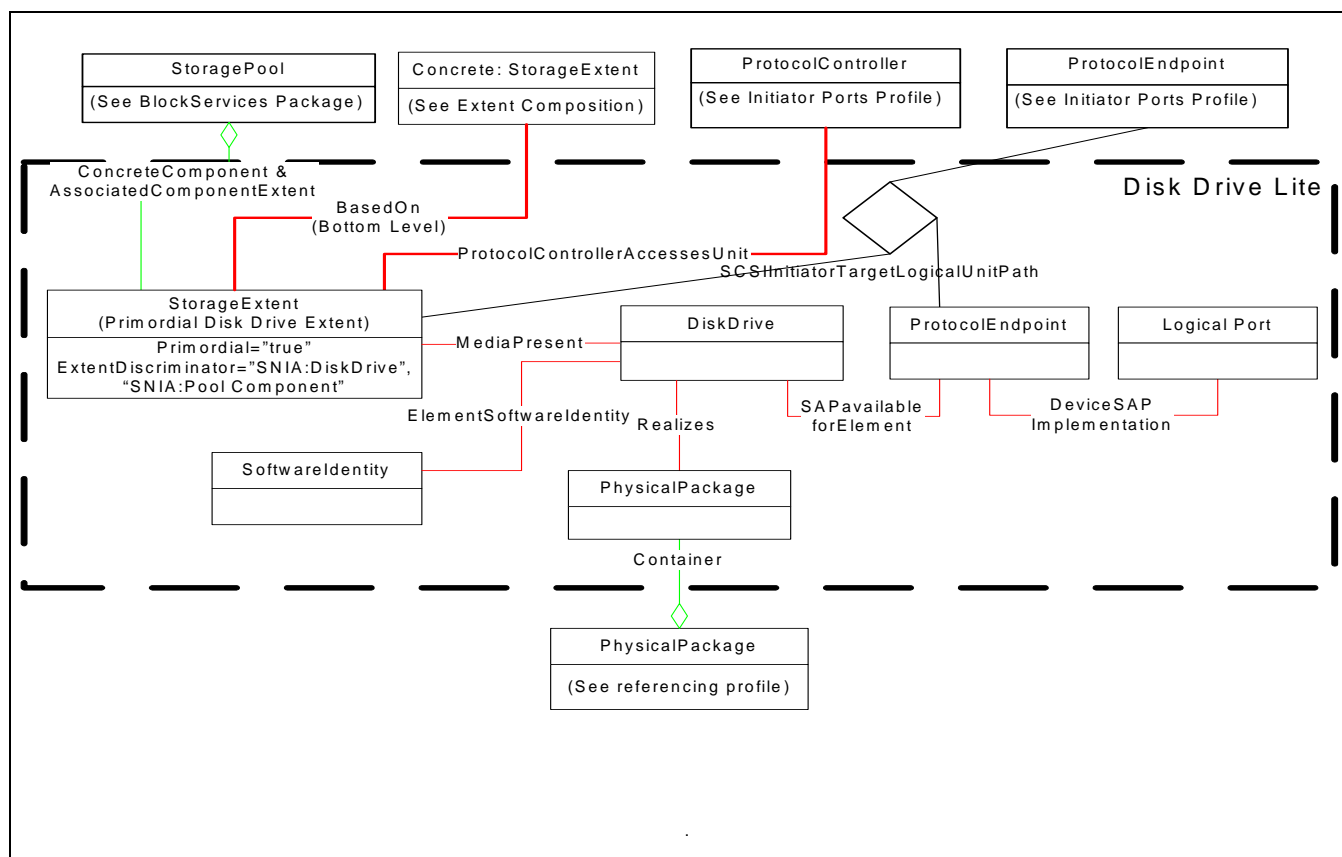 StoragePool
(See BlockServices Package)
Concrete: StorageExtent
(See Extent Composition)
ProtocolController
(See Initiator Ports Profile)
ProtocolEndpoint
(See Initiator Ports Profile)
ConcreteComponent &
AssociatedComponentExtent
Disk Drive Lite
BasedOn
(Bottom Level)
ProtocolControllerAccessesUnit
SCSIInitiatorTargetLogicalUnitPath
StorageExtent
(Primordial Disk Drive Extent)
Primordial="true"
ExtentDiscriminator="SNIA:DiskDrive",
“SNIA:Pool Component”
MediaPresent
DiskDrive
ProtocolEndpoint
Logical Port
ElementSoftwareIdentity
Realizes
SAPavailable
forElement
DeviceSAP
Implementation
SoftwareIdentity
PhysicalPackage
Container
PhysicalPackage
(See referencing profile)
.